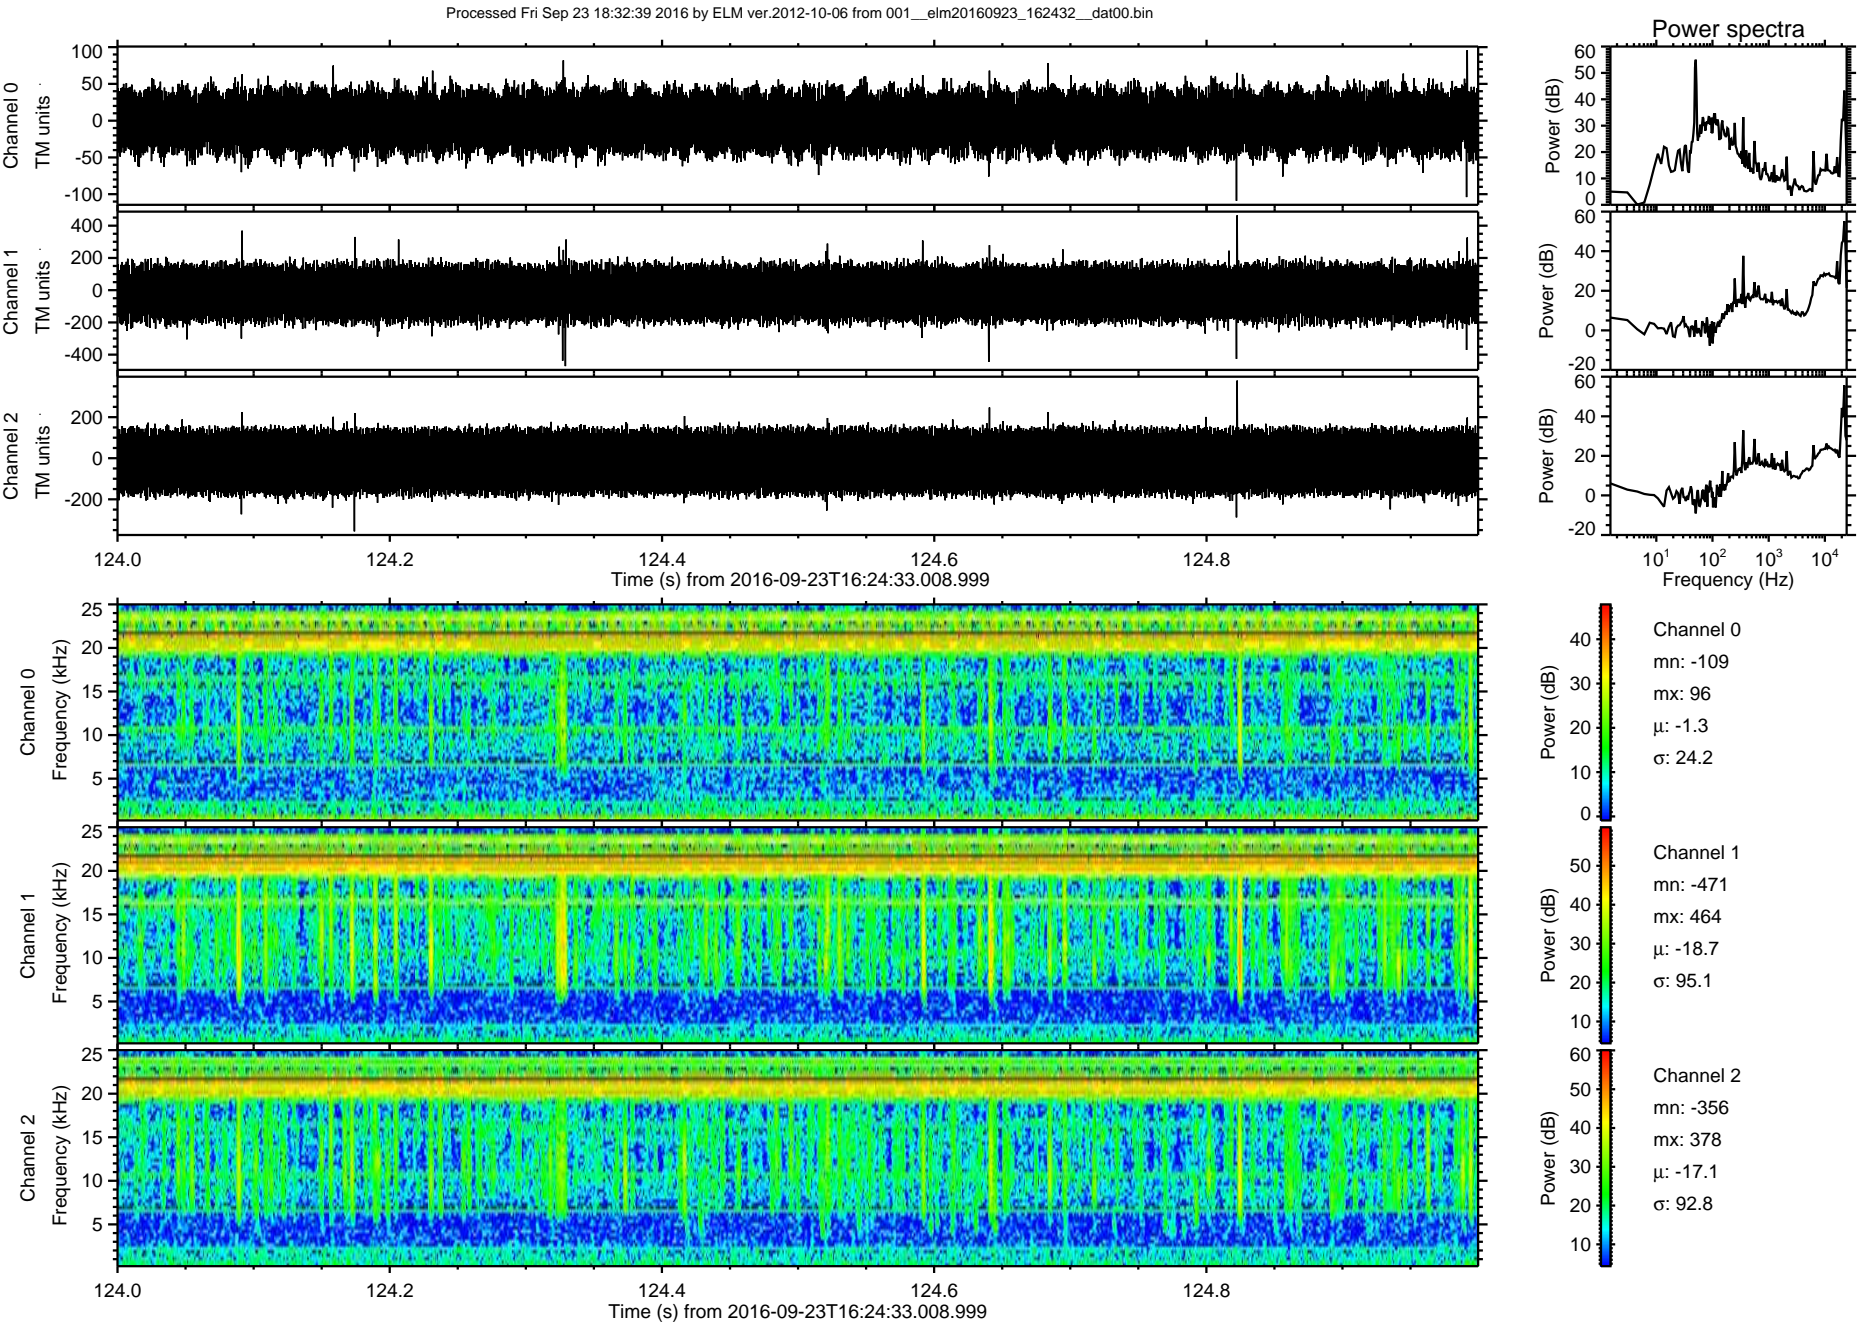 Processed Fri Sep 23 18:32:39 2016 by ELM ver.2012-10-06 from 001__elm20160923_162432__dat00.bin
Power spectra
Channel 0
TM units
100
50
0
-50
-100
Power (dB)
60
50
40
30
20
10
0
Channel 1
TM units
400
200
0
-200
-400
Power (dB)
60
40
20
0
-20
Channel 2
TM units
200
0
-200
Power (dB)
60
40
20
0
-20
124.0 124.2 124.4 124.6 124.8
Time (s) from 2016-09-23T16:24:33.008.999
10^1 10^2 10^3 10^4
Frequency (Hz)
Channel 0
Frequency (kHz)
25
20
15
10
5
Power (dB)
40
30
20
10
0
Channel 0
mn: -109
mx: 96
μ: -1.3
σ: 24.2
Channel 1
Frequency (kHz)
25
20
15
10
5
Power (dB)
50
40
30
20
10
Channel 1
mn: -471
mx: 464
μ: -18.7
σ: 95.1
Channel 2
Frequency (kHz)
25
20
15
10
5
Power (dB)
60
50
40
30
20
10
Channel 2
mn: -356
mx: 378
μ: -17.1
σ: 92.8
124.0 124.2 124.4 124.6 124.8
Time (s) from 2016-09-23T16:24:33.008.999